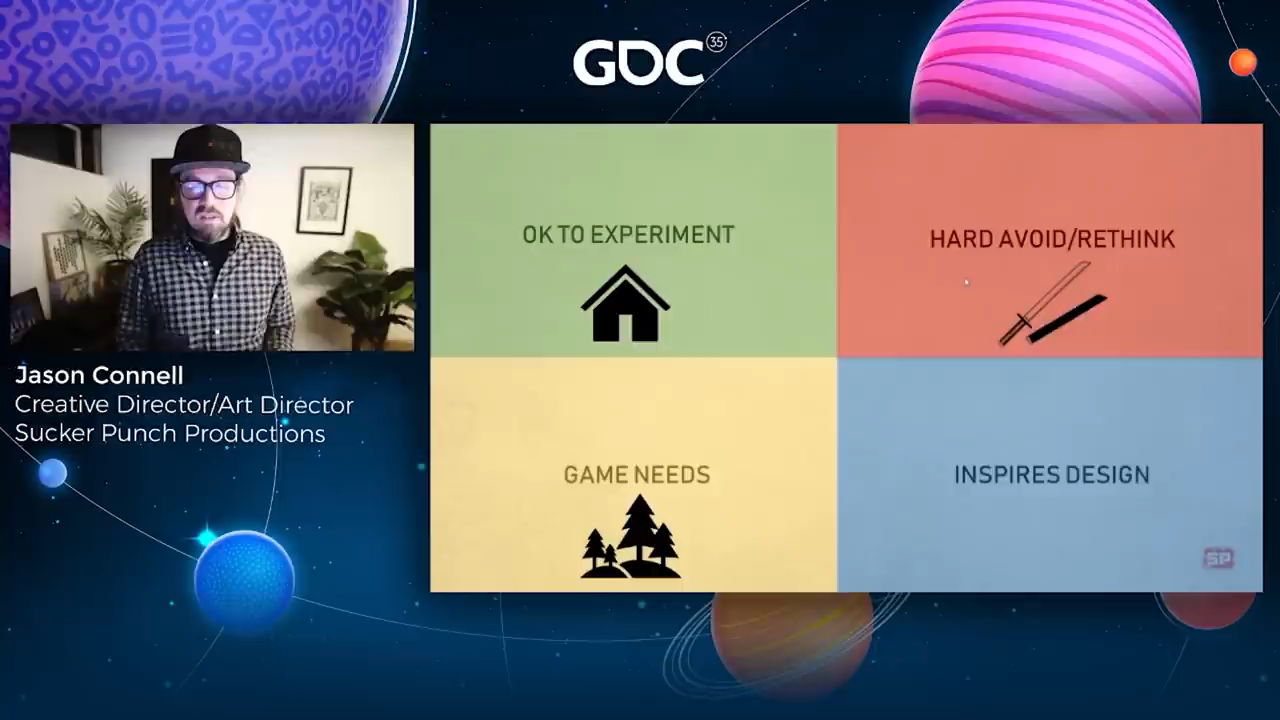 GDC 35
OK TO EXPERIMENT
HARD AVOID/RETHINK
Jason Connell
Creative Director/Art Director
Sucker Punch Productions
GAME NEEDS
INSPIRES DESIGN
SP